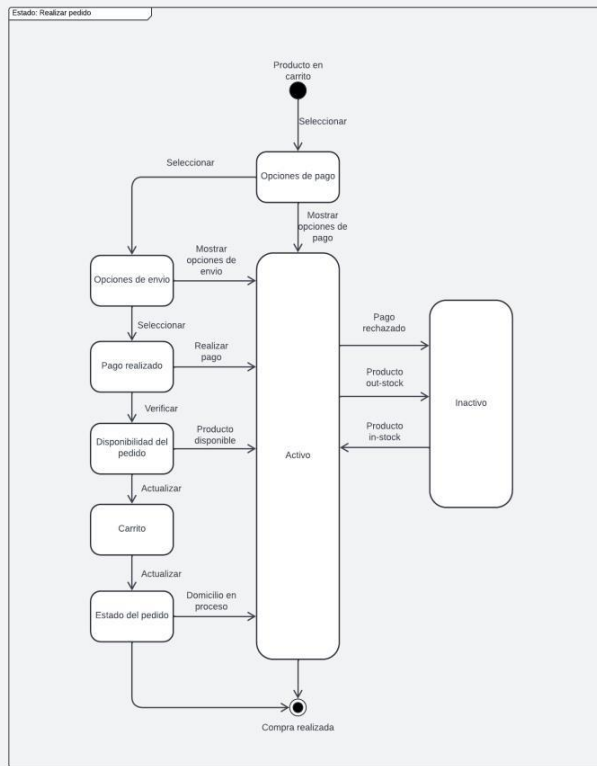 Estado: Realizar pedido
Producto en
carrito
Seleccionar
Seleccionar
Opciones de pago
Mostrar
opciones de
pago
Mostrar
opciones de
envio
Opciones de envio
Seleccionar
Pago
rechazado
Realizar
pago
Pago realizado
Producto
out-stock
Inactivo
Verificar
Producto
disponible
Producto
in-stock
Disponibilidad del
pedido
Activo
Actualizar
Carrito
Actualizar
Domicilio en
proceso
Estado del pedido
Compra realizada